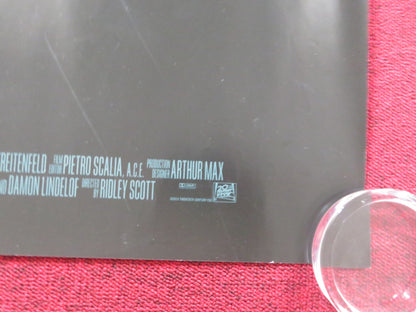 REITENFELD FILM EDITOR PIETRO SCALIA, A.C.E. PRODUCTION DESIGNER ARTHUR MAX
AND DAMON LINDELOF DIRECTED BY RIDLEY SCOTT